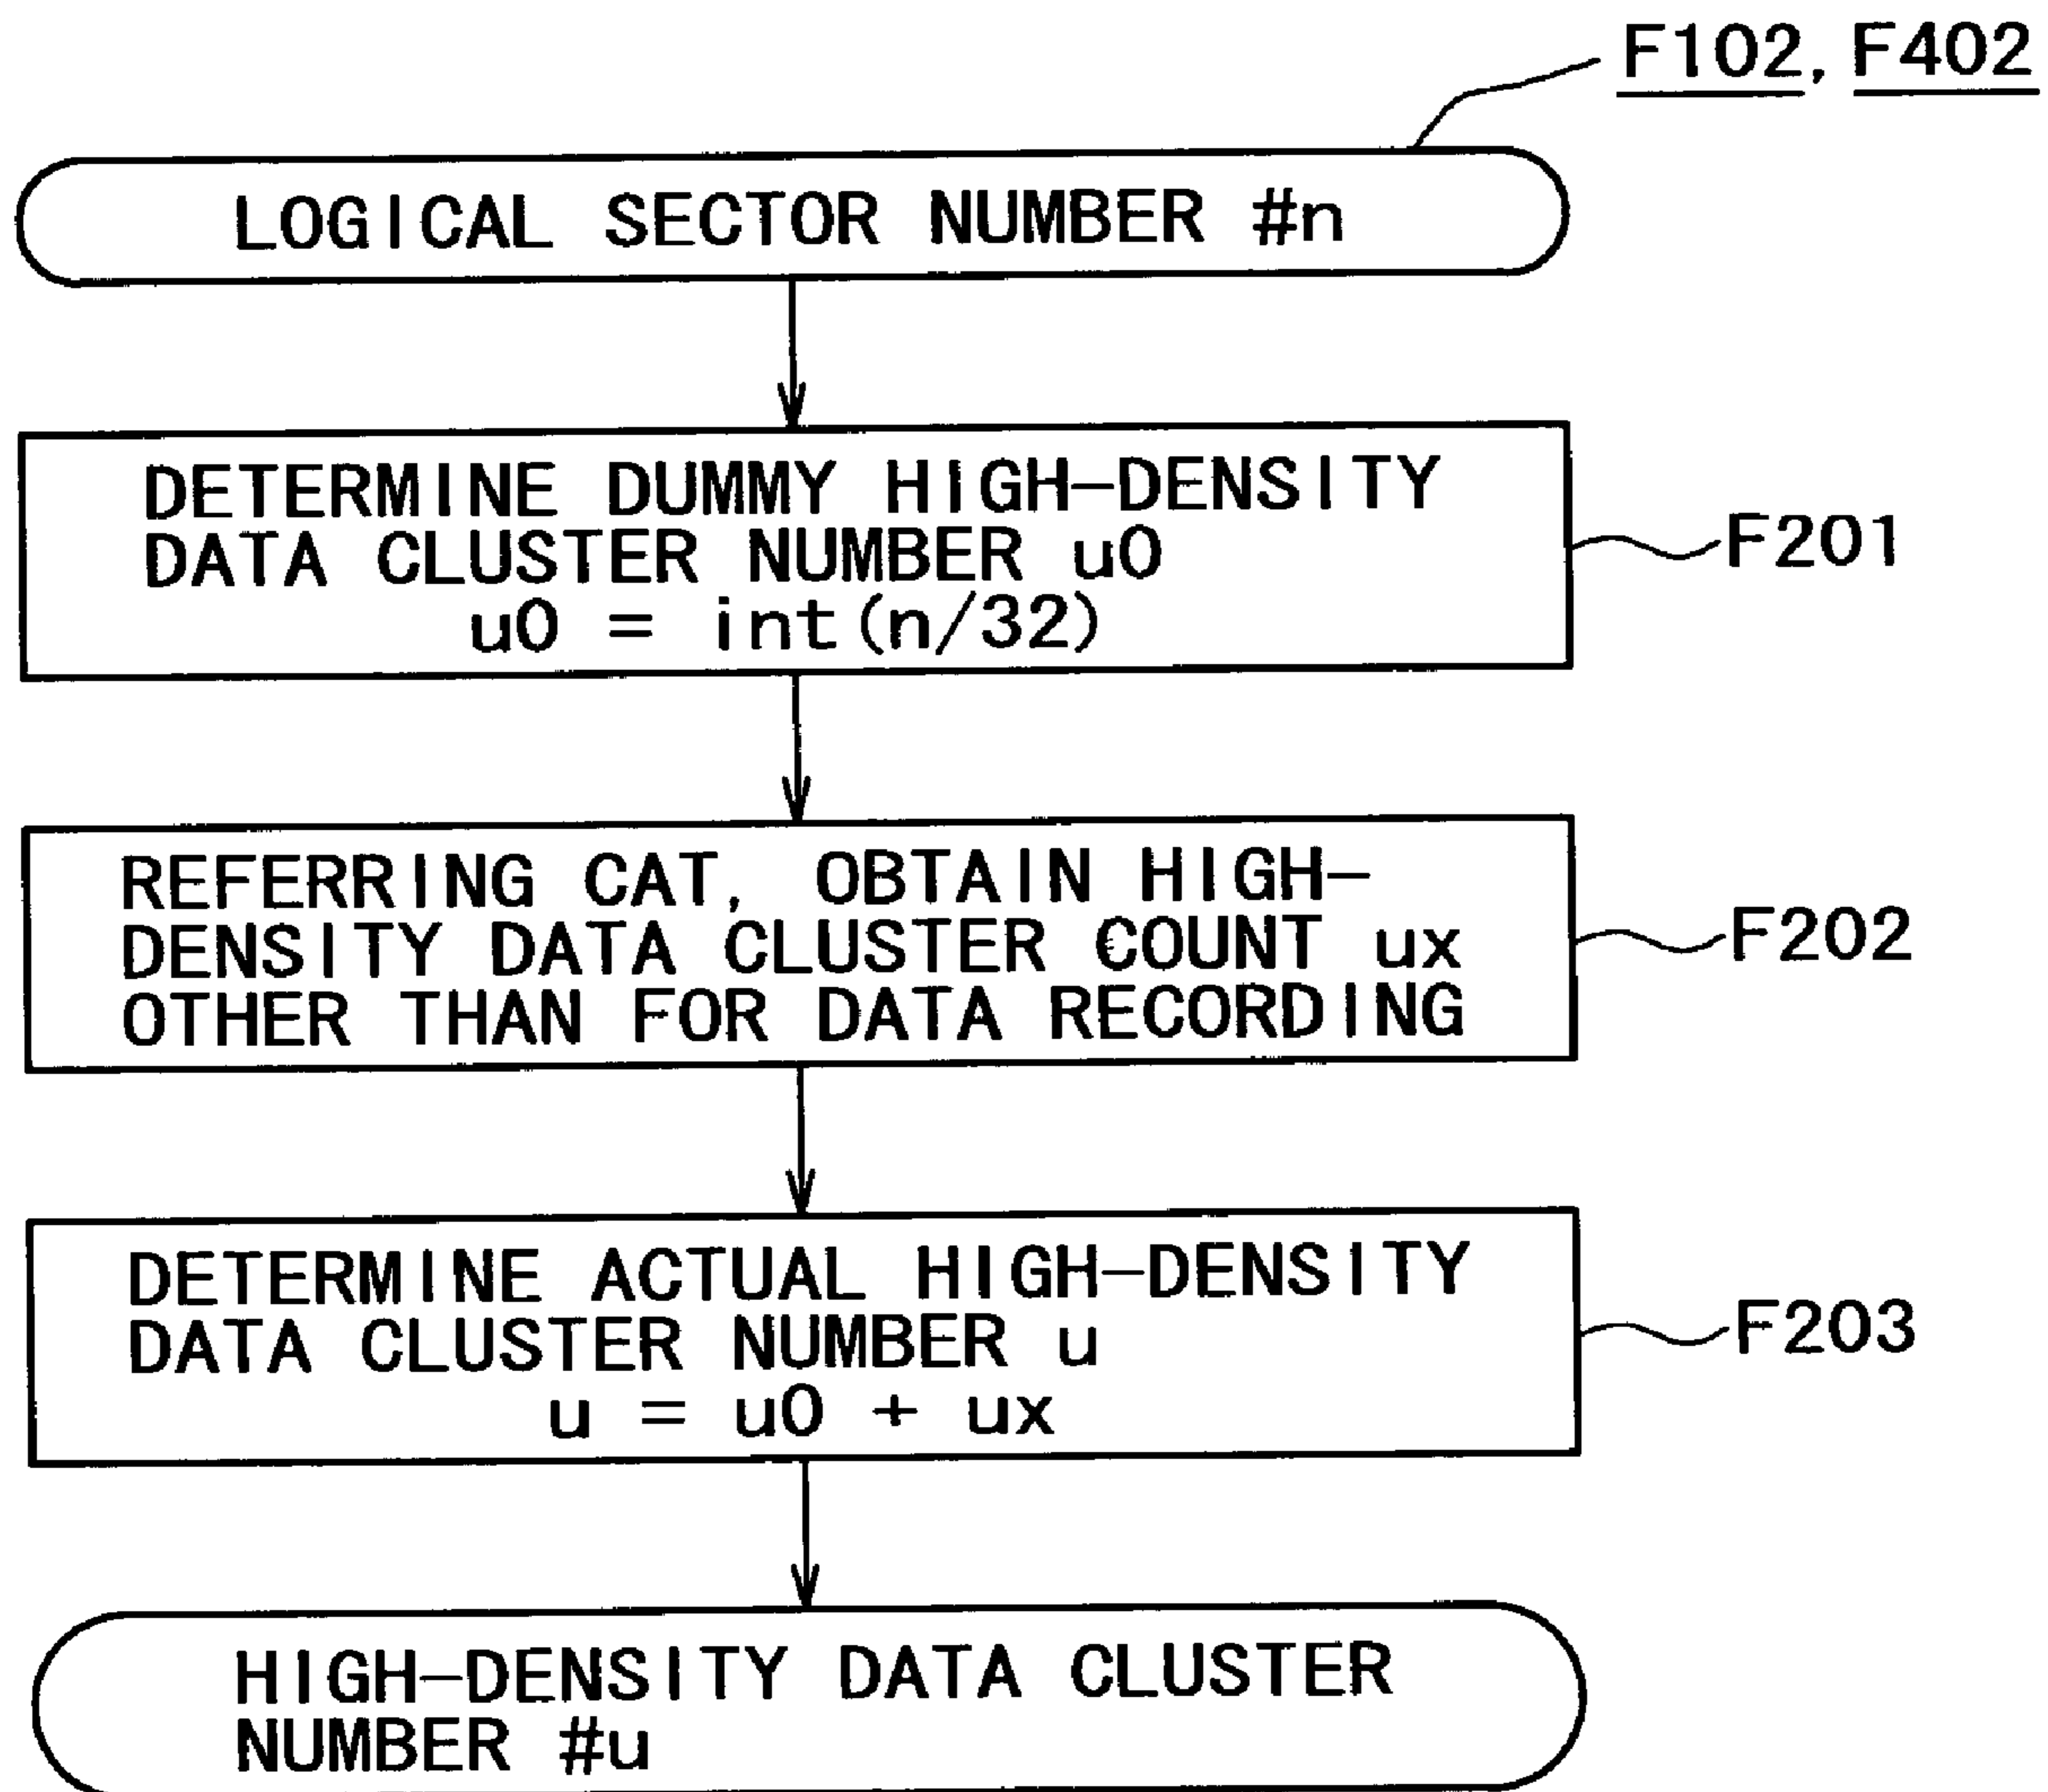 F102, F402
LOGICAL SECTOR NUMBER #n
DETERMINE DUMMY HIGH-DENSITY
DATA CLUSTER NUMBER u0
u0 = int(n/32)
F201
REFERRING CAT, OBTAIN HIGH-
DENSITY DATA CLUSTER COUNT ux
OTHER THAN FOR DATA RECORDING
F202
DETERMINE ACTUAL HIGH-DENSITY
DATA CLUSTER NUMBER u
u = u0 + ux
F203
HIGH-DENSITY DATA CLUSTER
NUMBER #u